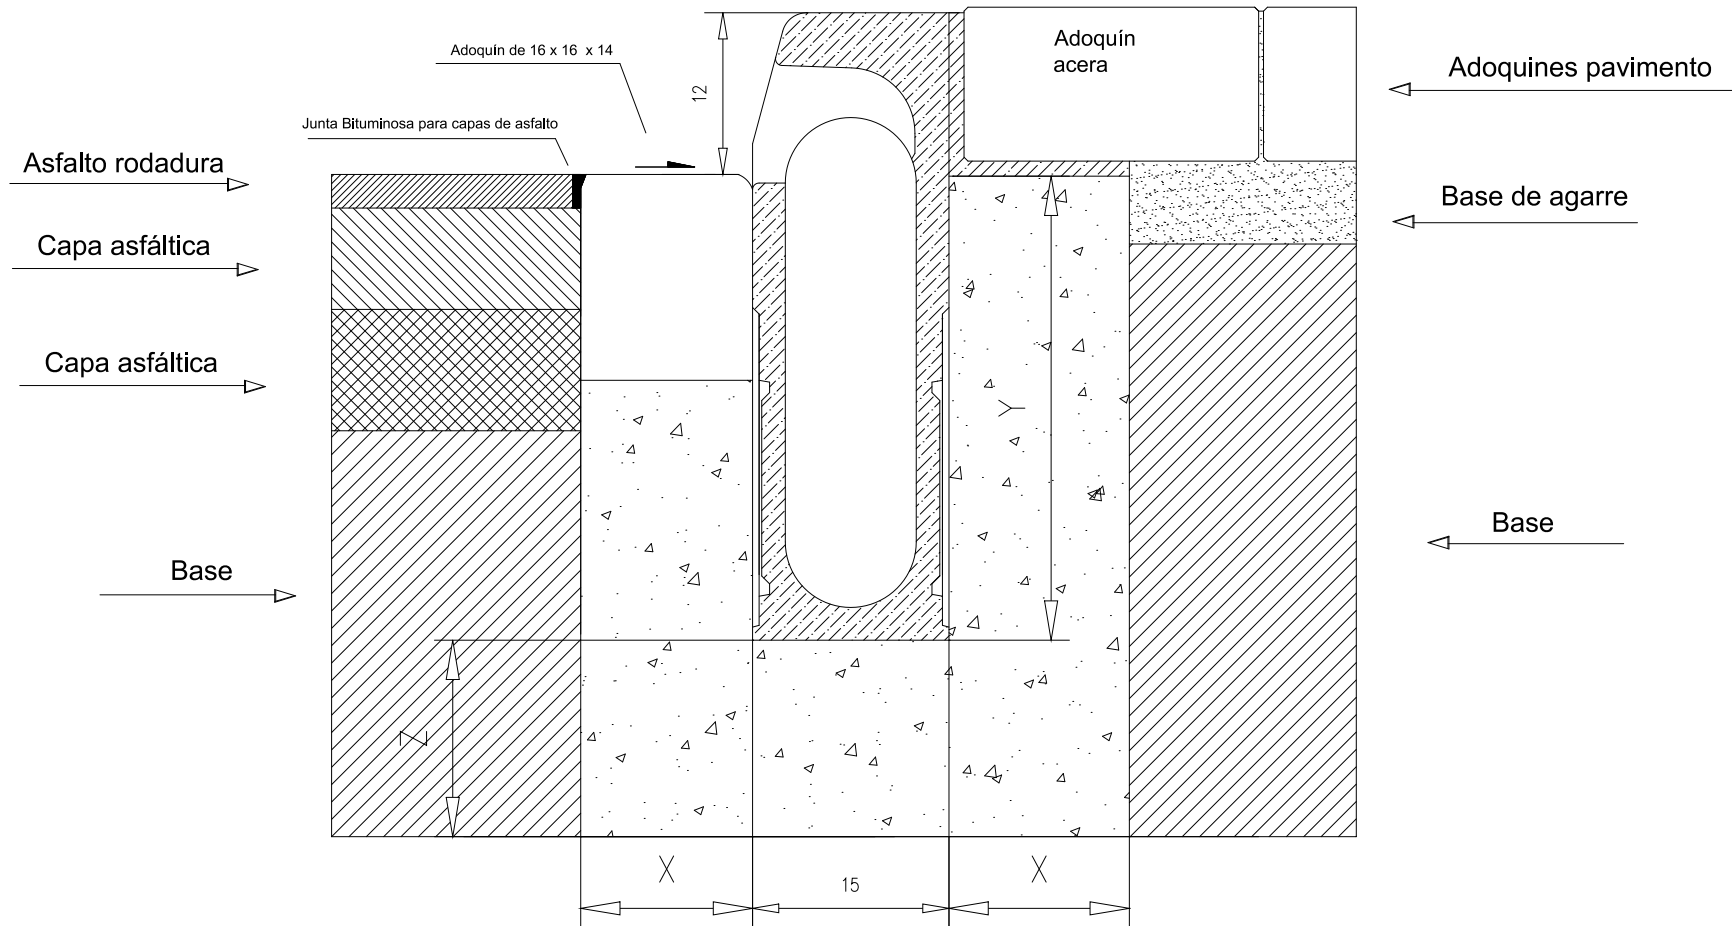 Adoquín
acera
Adoquin de 16 x 16 x 14
Adoquines pavimento
12
Junta Bituminosa para capas de asfalto
Asfalto rodadura
Base de agarre
Capa asfáltica
Capa asfáltica
Y
Base
Base
Z
X
15
X